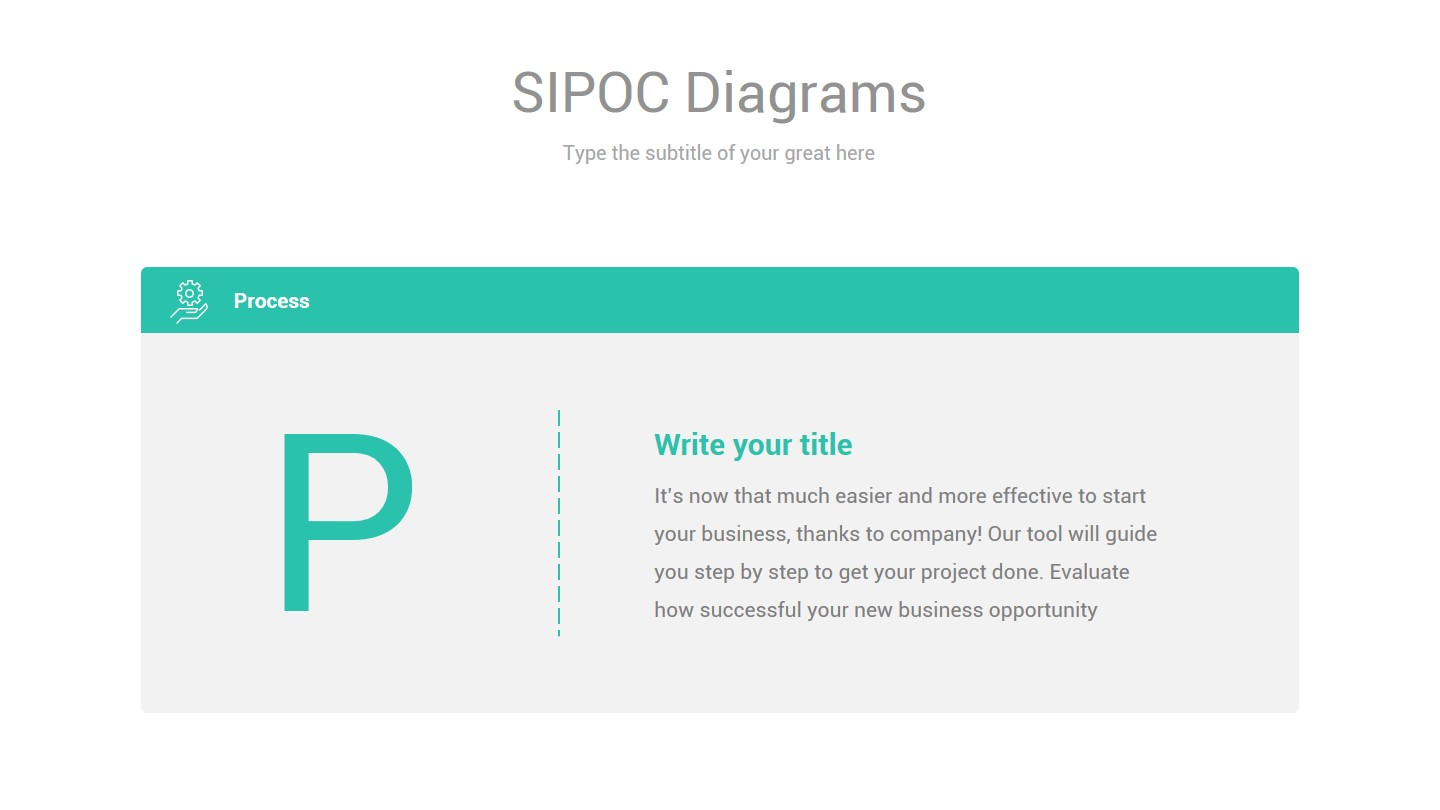 SIPOC Diagrams
Type the subtitle of your great here
Process
P
Write your title
It's now that much easier and more effective to start
your business, thanks to company! Our tool will guide
you step by step to get your project done. Evaluate
how successful your new business opportunity